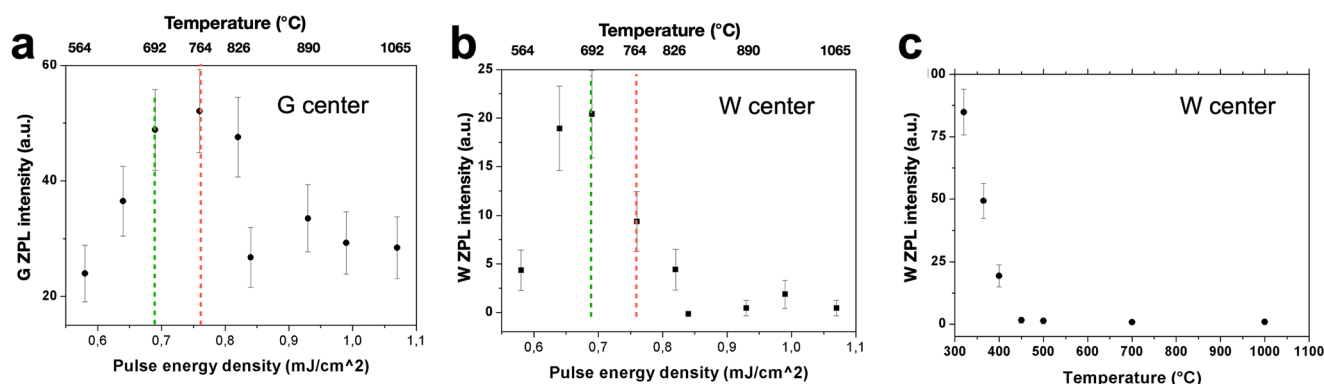 a
Temperature (°C)
564 692 764 826 890 1065
60
40
20
G ZPL intensity (a.u.)
G center
0,6 0,7 0,8 0,9 1,0 1,1
Pulse energy density (mJ/cm^2)
b
Temperature (°C)
564 692 764 826 890 1065
25
20
15
10
5
0
W ZPL intensity (a.u.)
W center
0,6 0,7 0,8 0,9 1,0 1,1
Pulse energy density (mJ/cm^2)
c
00
75
50
25
00
W ZPL intensity (a.u.)
W center
300 400 500 600 700 800 900 1000 1100
Temperature (°C)